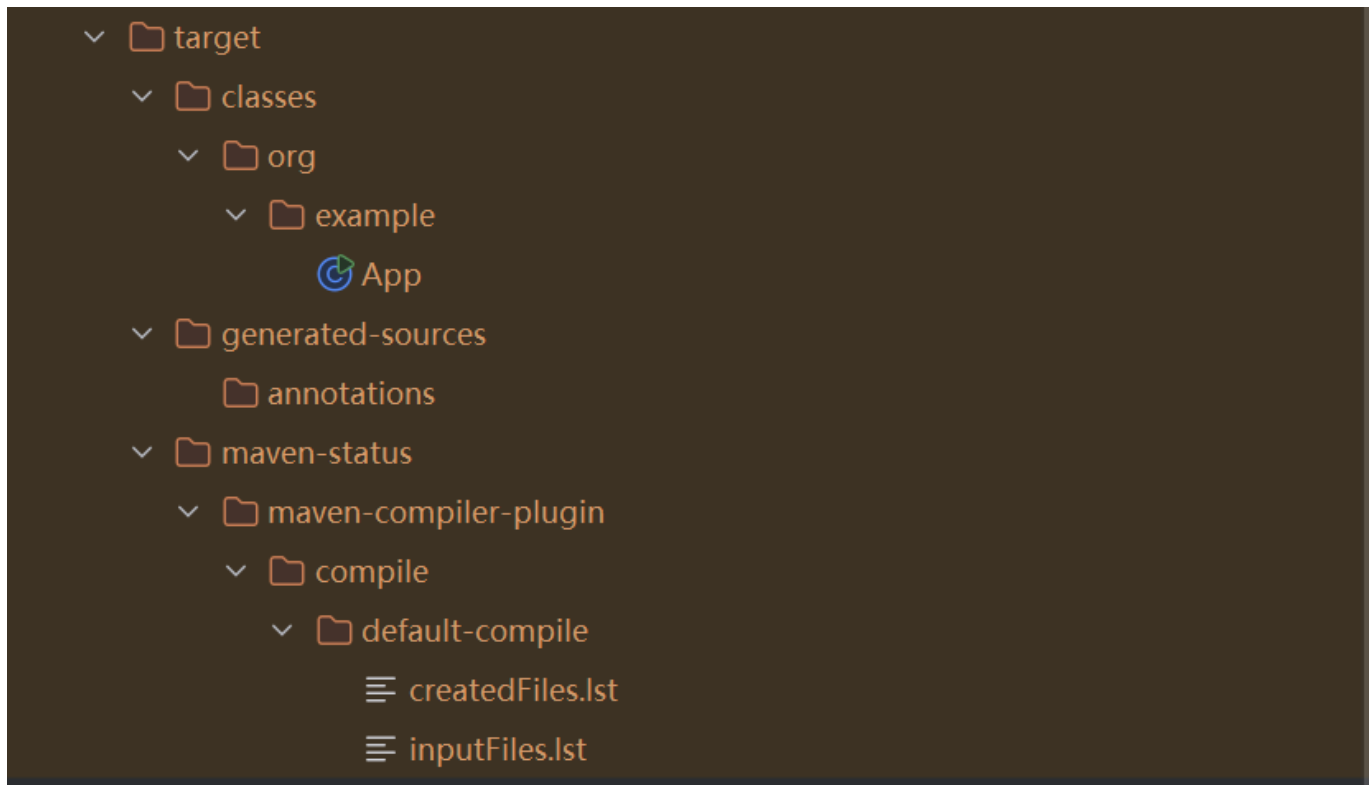 target
classes
org
example
App
generated-sources
annotations
maven-status
maven-compiler-plugin
compile
default-compile
createdFiles.lst
inputFiles.lst